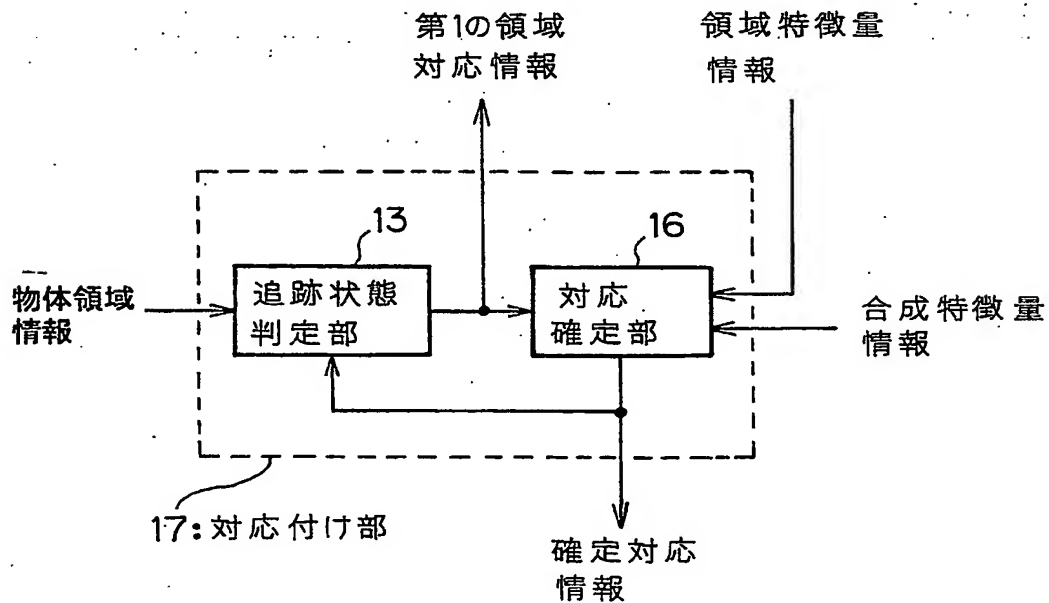 第1の領域
対応情報
領域特徴量
情報
13
16
物体領域
情報
追跡状態
判定部
対応
確定部
合成特徴量
情報
17:対応付け部
確定対応
情報